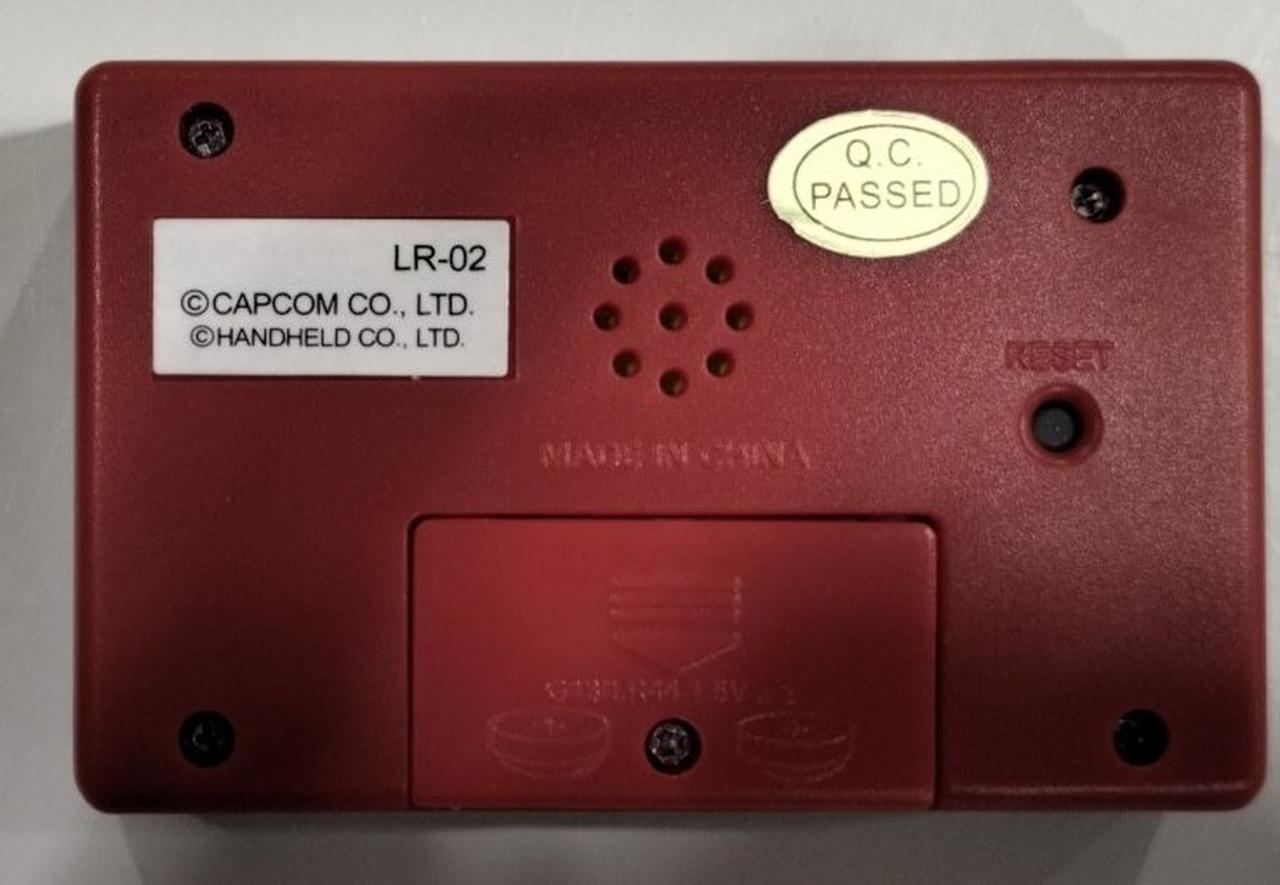 Q.C.
PASSED
LR-02
©CAPCOM CO., LTD.
©HANDHELD CO., LTD.
RESET
MADE IN CHINA